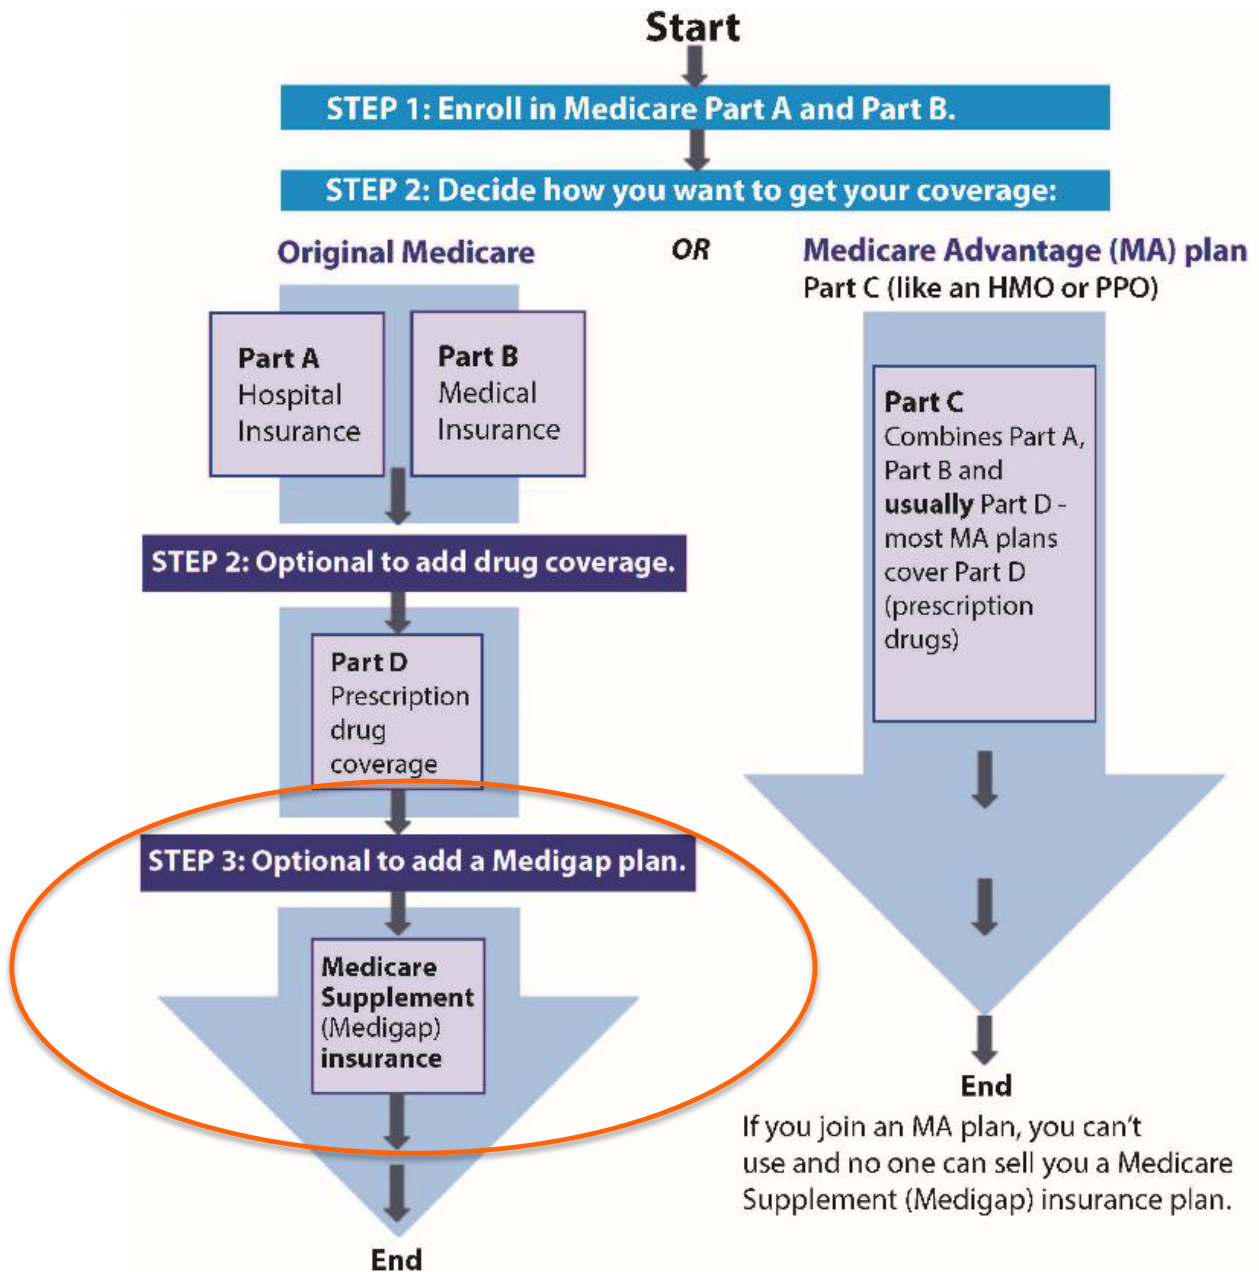 Start
STEP 1: Enroll in Medicare Part A and Part B.
STEP 2: Decide how you want to get your coverage:
Original Medicare
OR
Medicare Advantage (MA) plan
Part C (like an HMO or PPO)
Part A
Hospital
Insurance
Part B
Medical
Insurance
STEP 2: Optional to add drug coverage.
Part D
Prescription
drug
coverage
STEP 3: Optional to add a Medigap plan.
Medicare
Supplement
(Medigap)
insurance
End
Part C
Combines Part A,
Part B and
usually Part D -
most MA plans
cover Part D
(prescription
drugs)
End
If you join an MA plan, you can't
use and no one can sell you a Medicare
Supplement (Medigap) insurance plan.